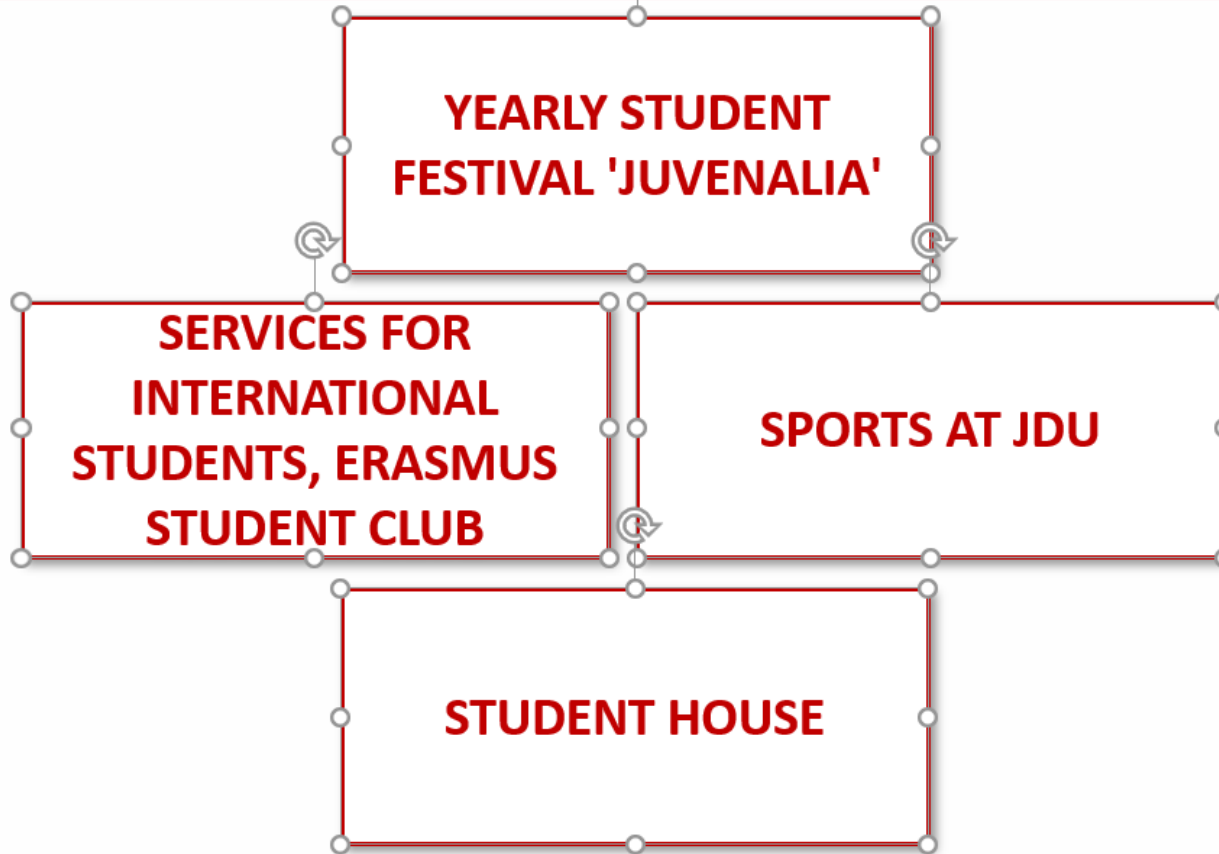 YEARLY STUDENT
FESTIVAL 'JUVENALIA'
SERVICES FOR
INTERNATIONAL
STUDENTS, ERASMUS
STUDENT CLUB
SPORTS AT JDU
STUDENT HOUSE